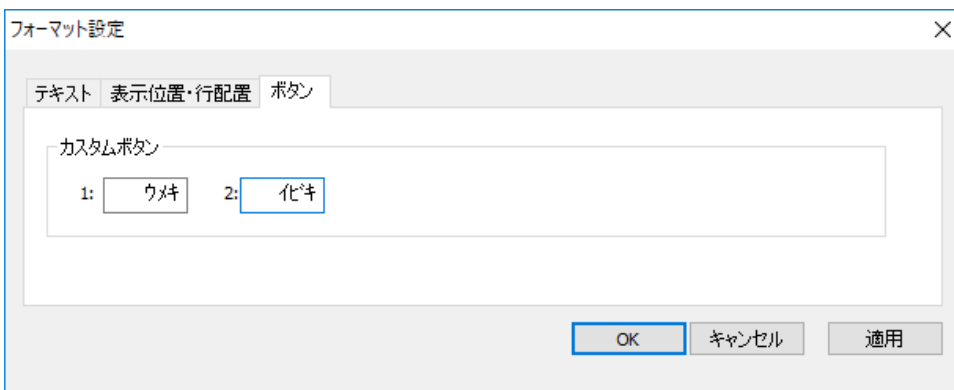 フォーマット設定
テキスト 表示位置・行配置 ボタン
カスタムボタン
1: ウメキ 2: イビキ
OK キャンセル 適用